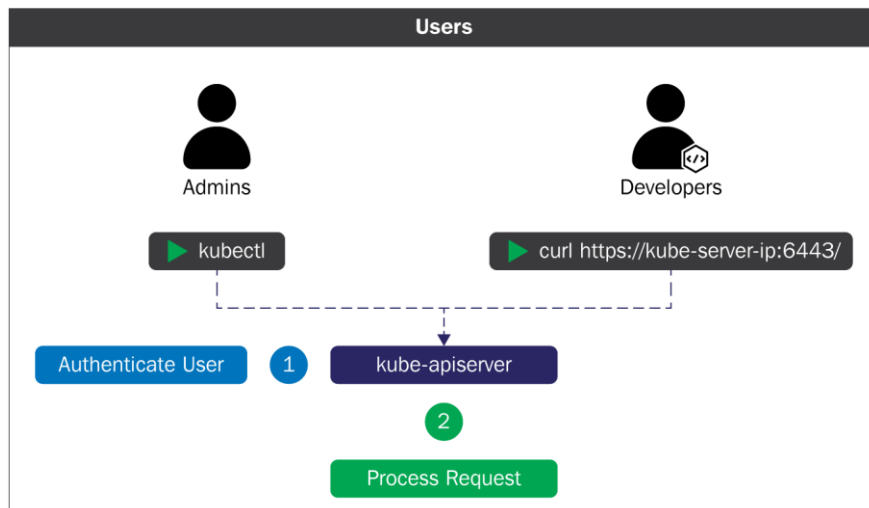 Users
Admins
Developers
kubectl
curl https://kube-server-ip:6443/
Authenticate User
1
kube-apiserver
2
Process Request